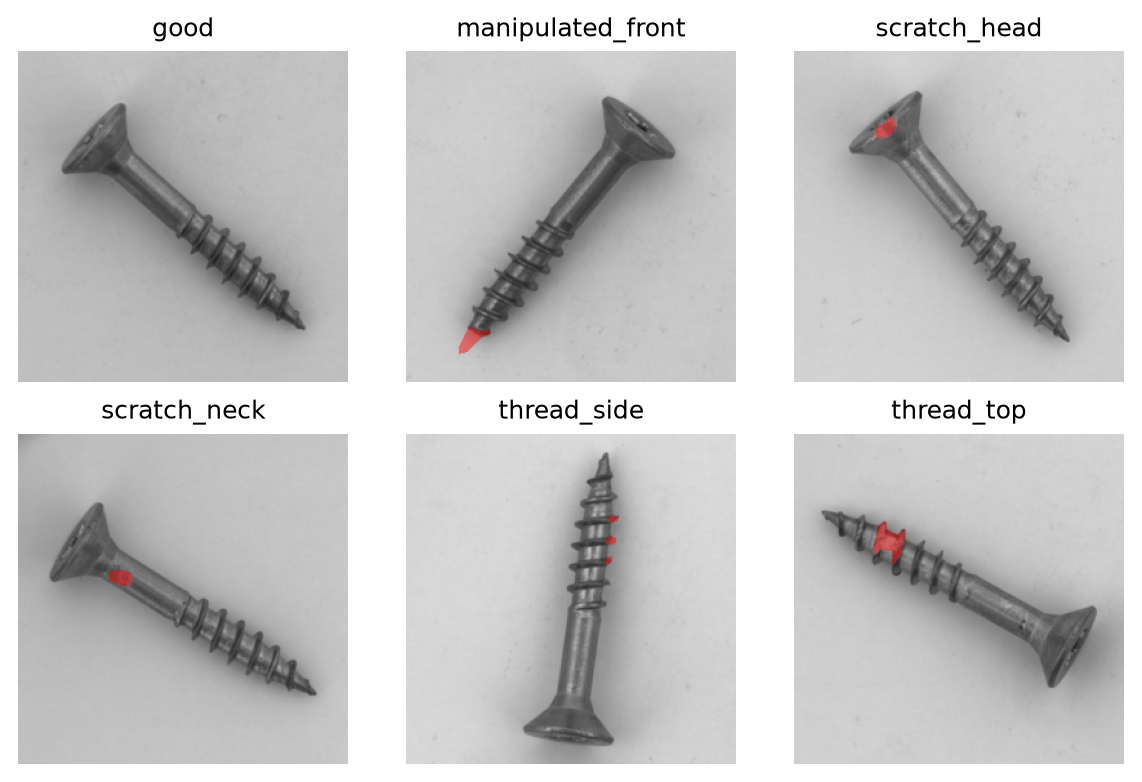 good
manipulated_front
scratch_head
scratch_neck
thread_side
thread_top